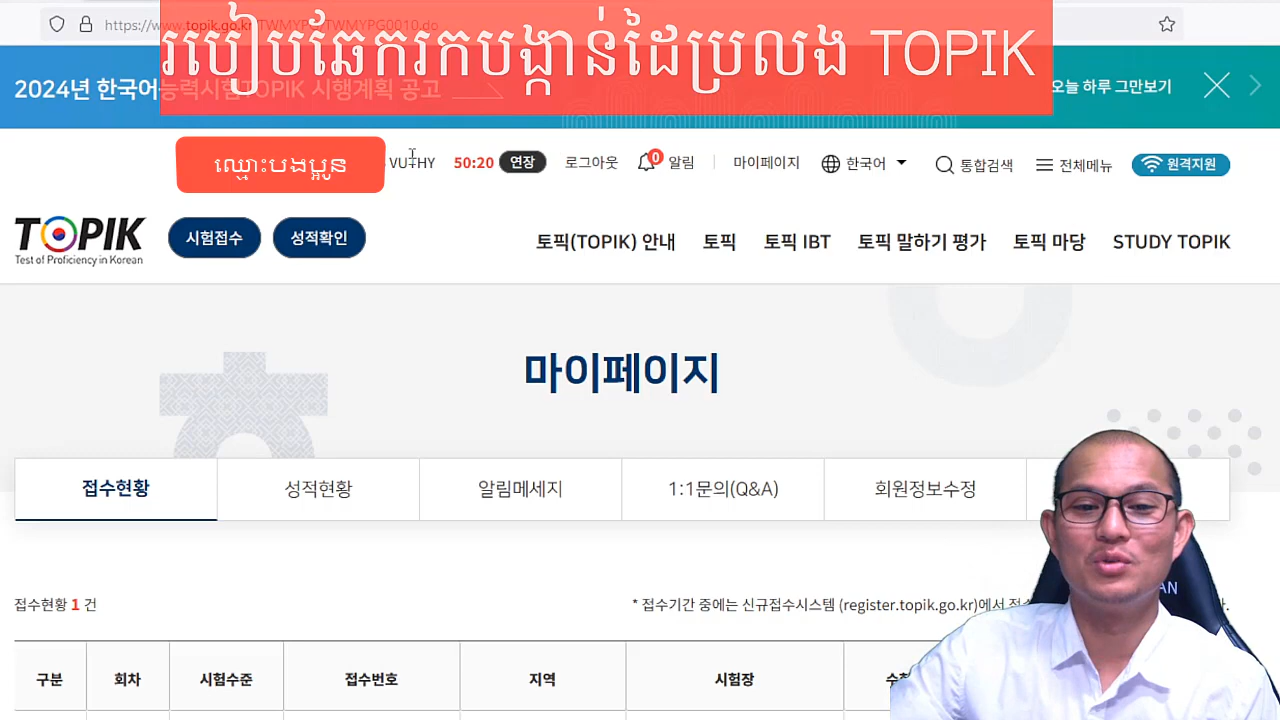 https://www.topik.go.kr/TWMYPG/TWMYPG0010.do
របៀបឆែករកបង្កាន់ដៃប្រលង TOPIK
2024년 한국어능력시험TOPIK 시행계획 공고
오늘 하루 그만보기
ឈ្មោះបងប្អូន
VUTHY 50:20 연장 로그아웃 0 알림 마이페이지 한국어 통합검색 전체메뉴 원격지원
TOPIK
Test of Proficiency in Korean
시험접수 성적확인
토픽(TOPIK) 안내 토픽 토픽 IBT 토픽 말하기 평가 토픽 마당 STUDY TOPIK
마이페이지
접수현황 성적현황 알림메세지 1:1문의(Q&A) 회원정보수정
접수현황 1 건
* 접수기간 중에는 신규접수시스템 (register.topik.go.kr)에서
구분 회차 시험수준 접수번호 지역 시험장